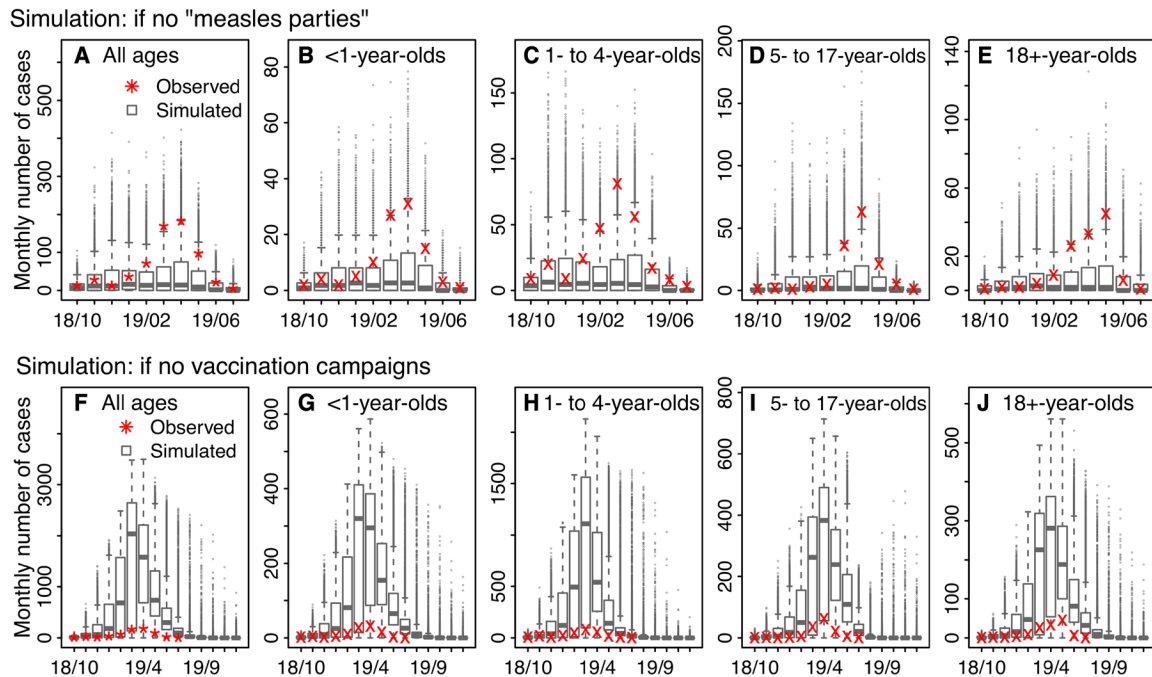 Simulation: if no "measles parties"
A All ages
B <1-year-olds
C 1- to 4-year-olds
D 5- to 17-year-olds
E 18+-year-olds
Observed
Simulated
Monthly number of cases
0 100 300 500
0 20 40 60 80
0 50 100 150
0 50 100 150 200
0 20 40 60 80 100 140
18/10 19/02 19/06
18/10 19/02 19/06
18/10 19/02 19/06
18/10 19/02 19/06
18/10 19/02 19/06
Simulation: if no vaccination campaigns
F All ages
G <1-year-olds
H 1- to 4-year-olds
I 5- to 17-year-olds
J 18+-year-olds
Observed
Simulated
Monthly number of cases
0 1000 3000
0 200 400 600
0 500 1500
0 200 400 600 800
0 100 300 500
18/10 19/4 19/9
18/10 19/4 19/9
18/10 19/4 19/9
18/10 19/4 19/9
18/10 19/4 19/9